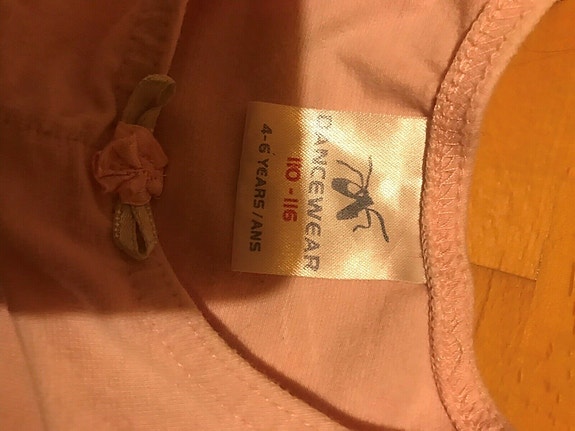 DANCEWEAR
110 - 116
4-6 YEARS / ANS